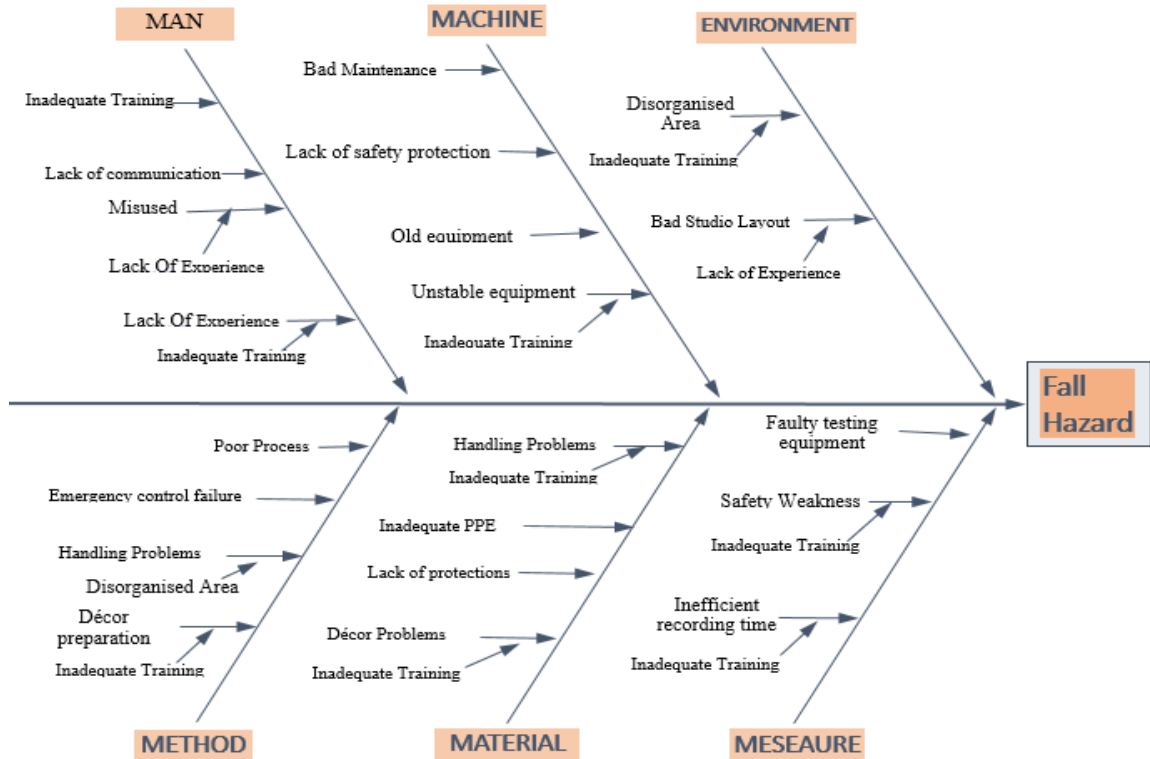 MAN
MACHINE
ENVIRONMENT
Bad Maintenance
Inadequate Training
Disorganised
Area
Lack of safety protection
Inadequate Training
Lack of communication
Misused
Bad Studio Layout
Old equipment
Lack Of Experience
Lack of Experience
Unstable equipment
Lack Of Experience
Inadequate Training
Inadequate Training
Fall
Hazard
Poor Process
Handling Problems
Faulty testing
equipment
Inadequate Training
Emergency control failure
Safety Weakness
Inadequate PPE
Inadequate Training
Handling Problems
Lack of protections
Disorganised Area
Décor
preparation
Inefficient
recording time
Décor Problems
Inadequate Training
Inadequate Training
Inadequate Training
METHOD
MATERIAL
MESEAURE